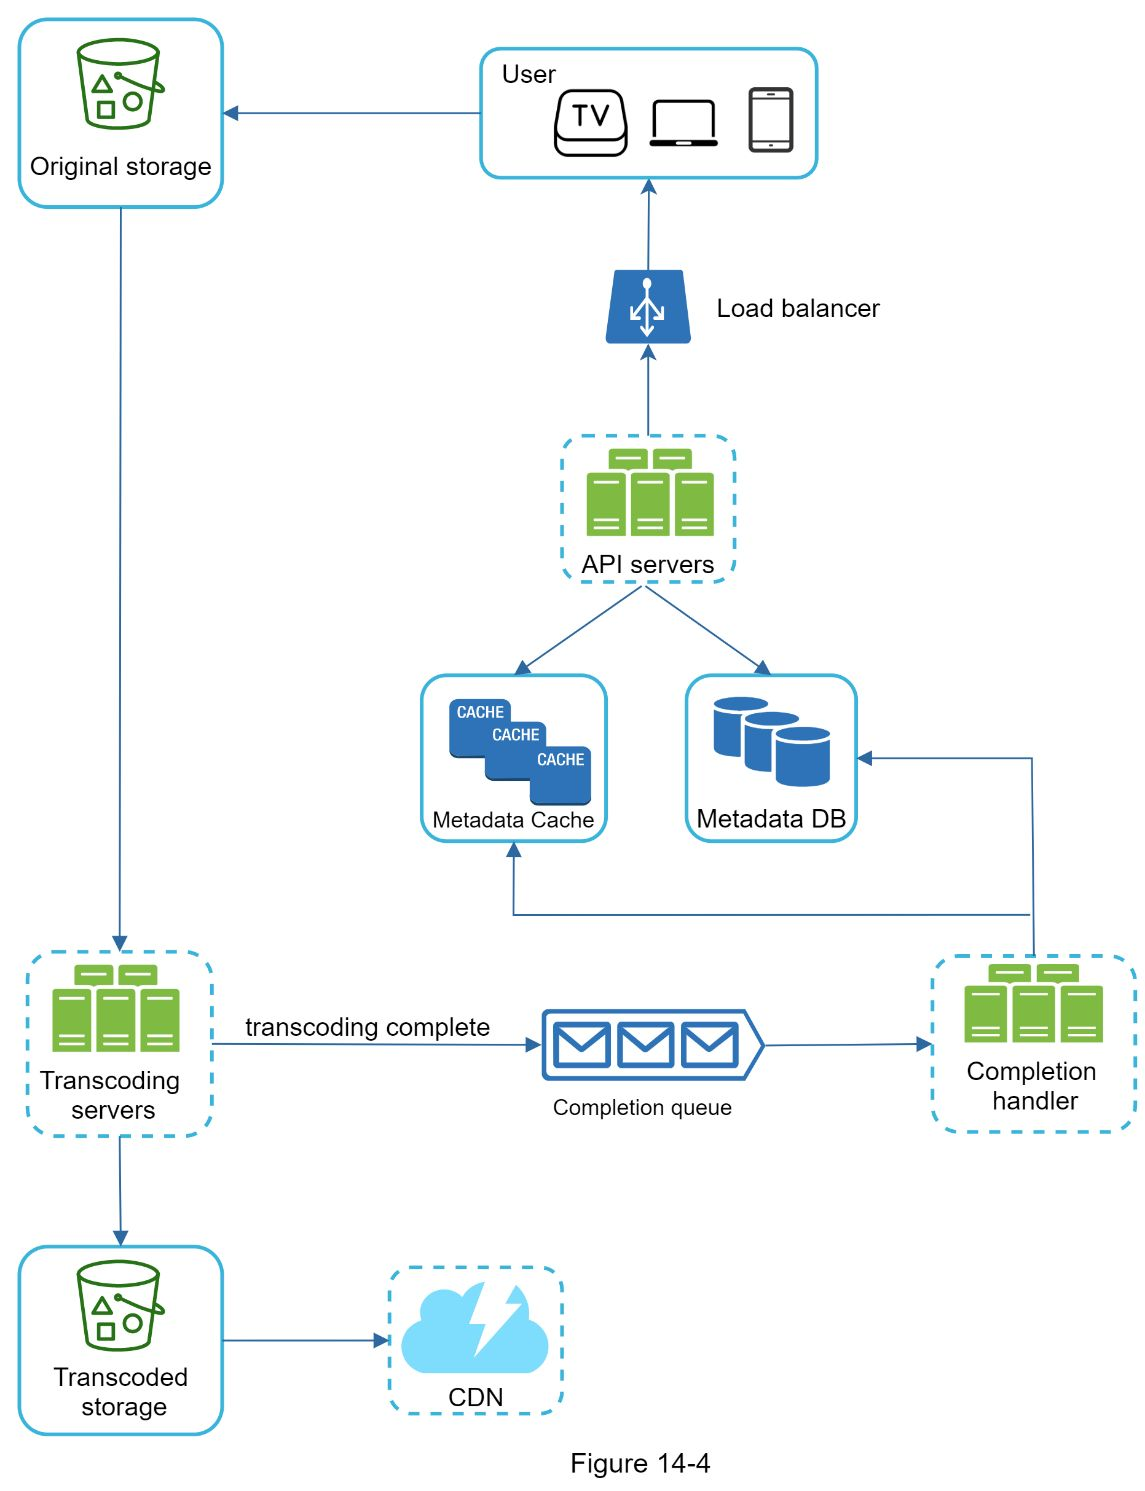 User
TV
Original storage
Load balancer
API servers
CACHE
CACHE
CACHE
Metadata Cache
Metadata DB
transcoding complete
Transcoding
servers
Completion queue
Completion
handler
Transcoded
storage
CDN
Figure 14-4